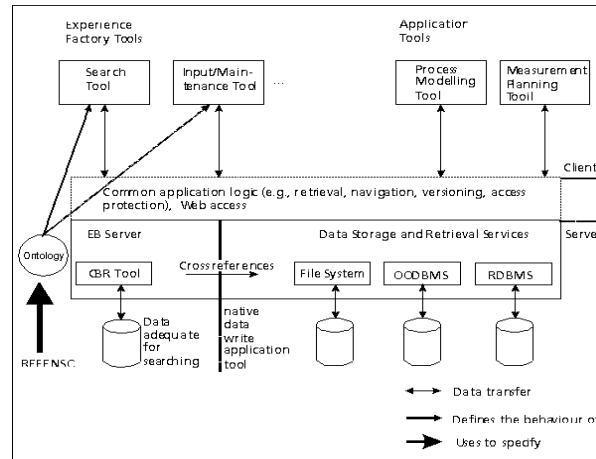 Experience
Factory Tools
Application
Tools
Search
Tool
Input/Main-
tenance Tool
...
Process
Modelling
Tool
Measurement
Planning
Tooil
Client
Common application logic (e.g., retrieval, navigation, versioning, access
protection), Web access
EB Server
Data Storage and Retrieval Services
Server
Ontology
CBR Tool
Cross references
File System
OODBMS
RDBMS
Data
adequate
for
searching
native
data
write
application
tool
Data transfer
Defines the behaviour of
Uses to specify